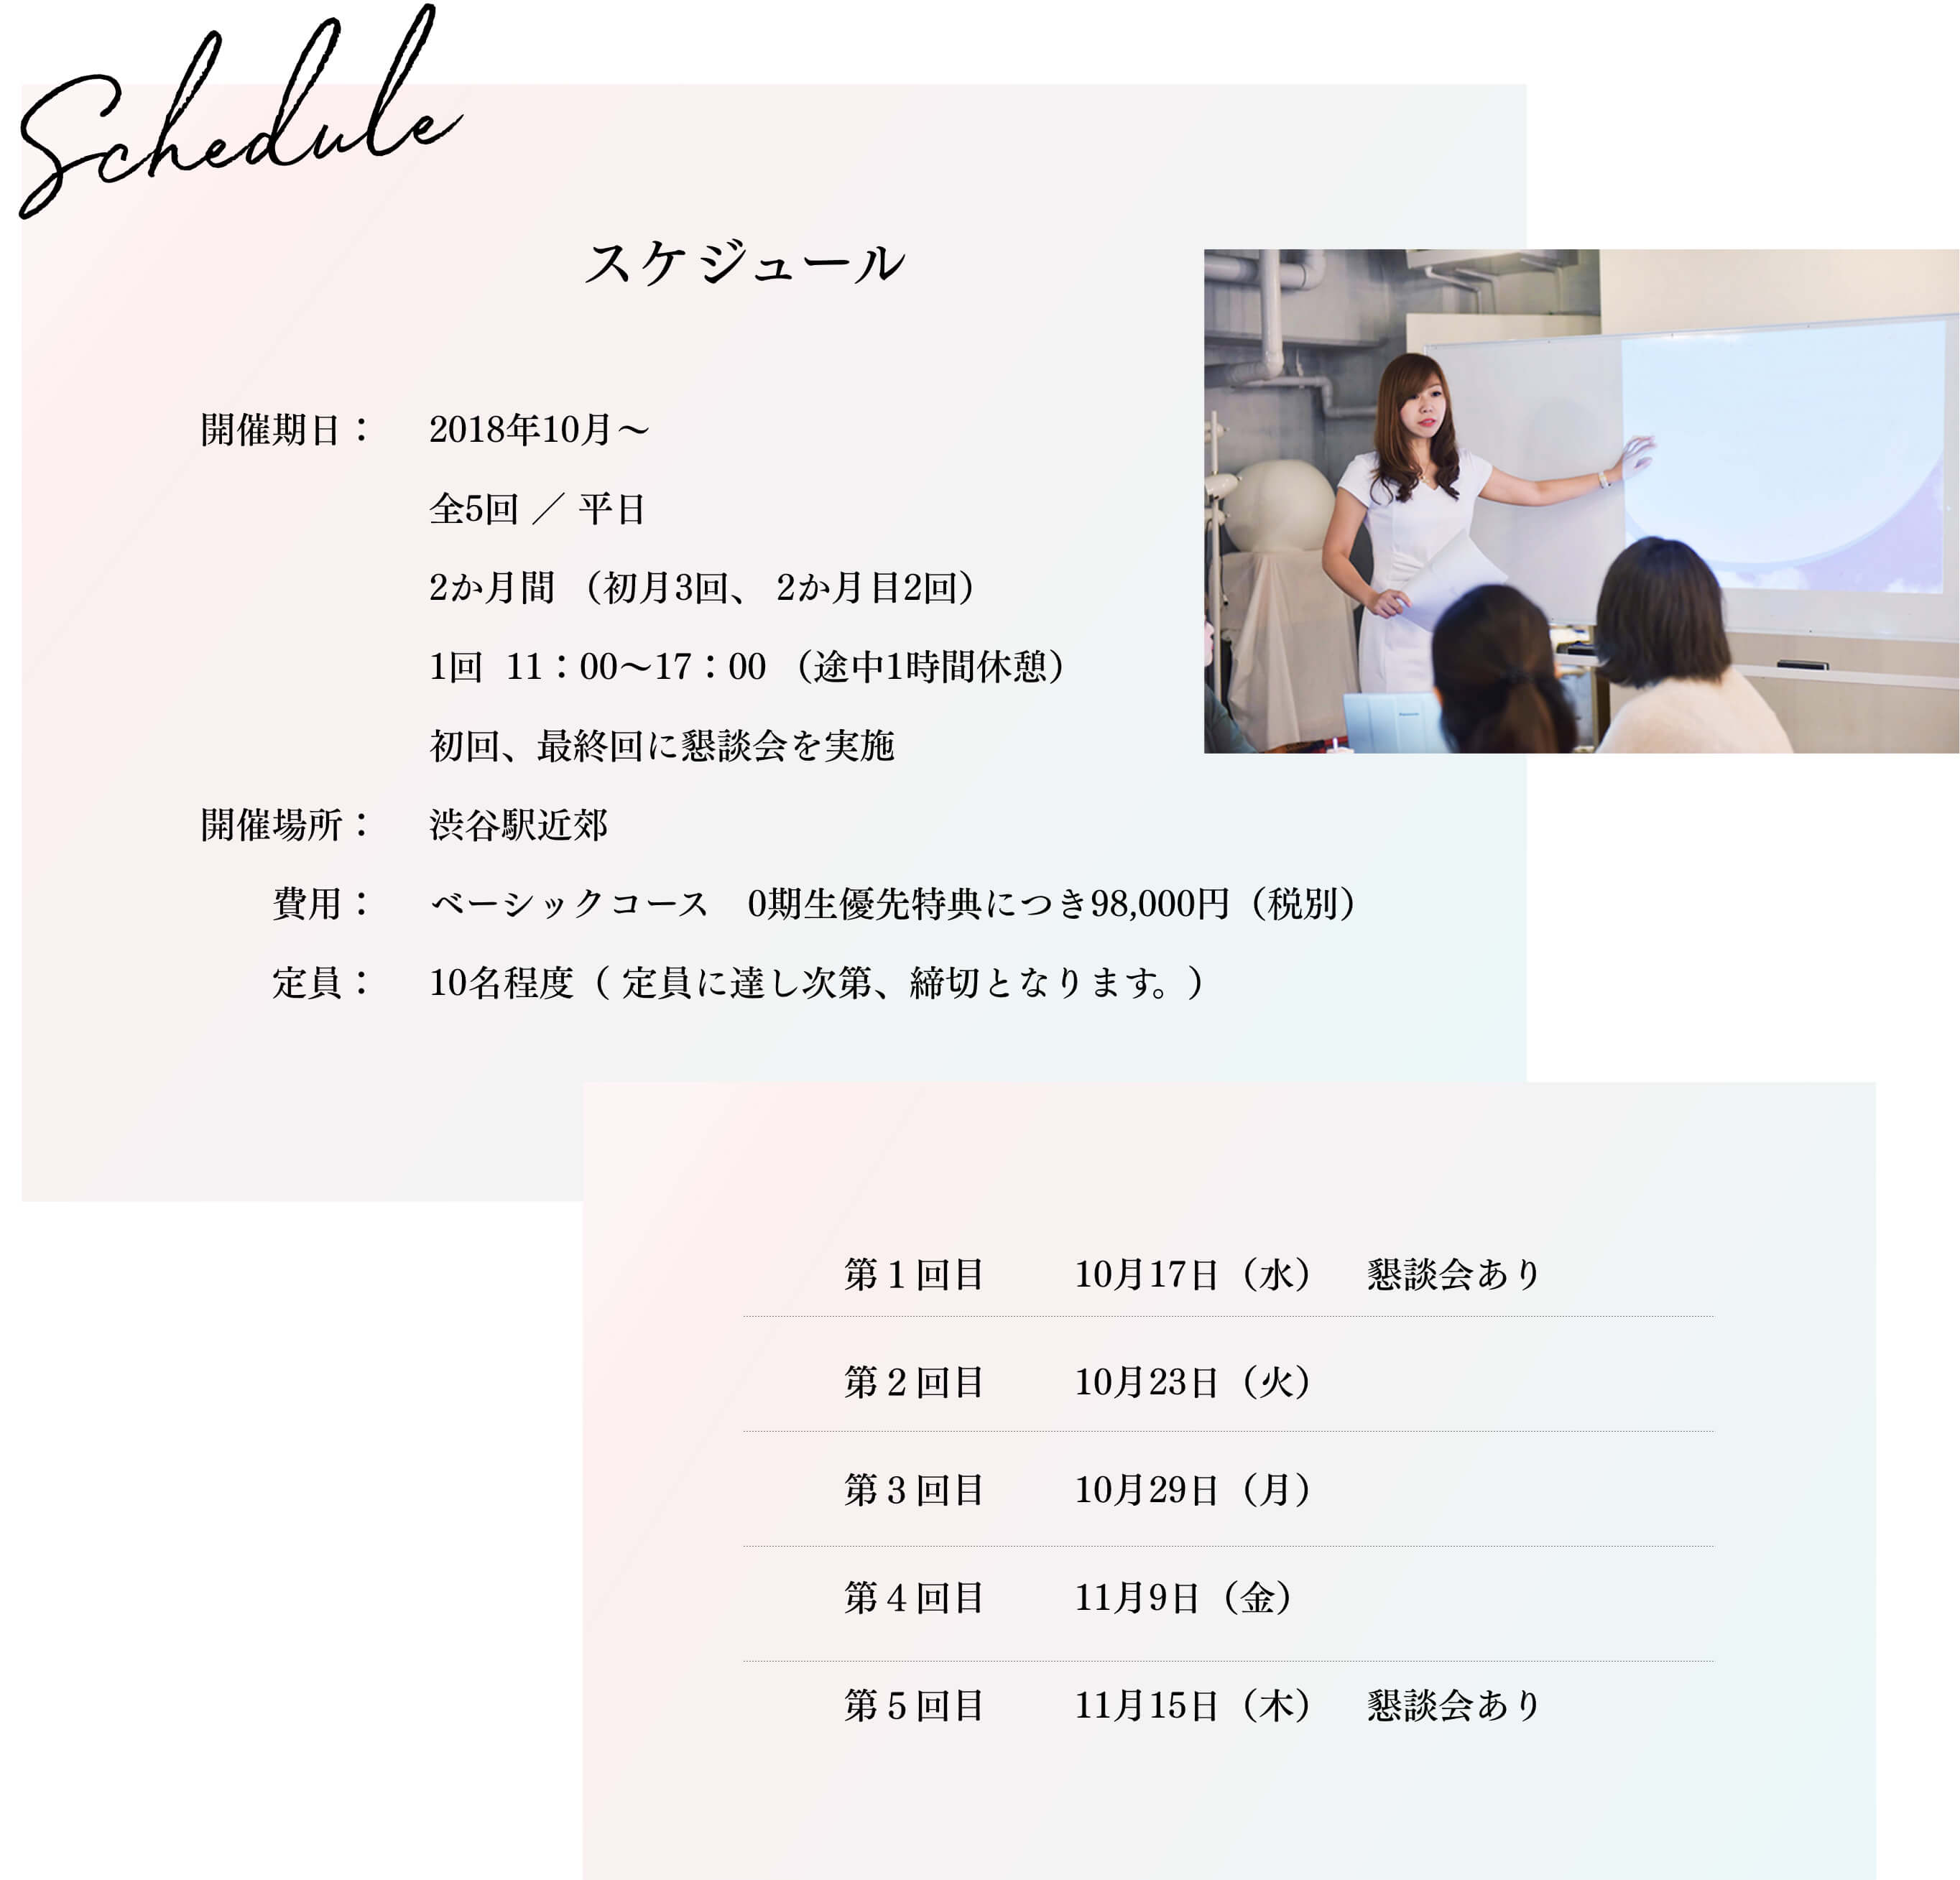 Schedule
スケジュール
開催期日： 2018年10月〜
全5回 ／ 平日
2か月間 （初月3回、 2か月目2回）
1回 11：00〜17：00 （途中1時間休憩）
初回、最終回に懇談会を実施
開催場所： 渋谷駅近郊
費用： ベーシックコース　0期生優先特典につき98,000円（税別）
定員： 10名程度（ 定員に達し次第、締切となります。）
第１回目　10月17日（水）　懇談会あり
第２回目　10月23日（火）
第３回目　10月29日（月）
第４回目　11月9日（金）
第５回目　11月15日（木）　懇談会あり